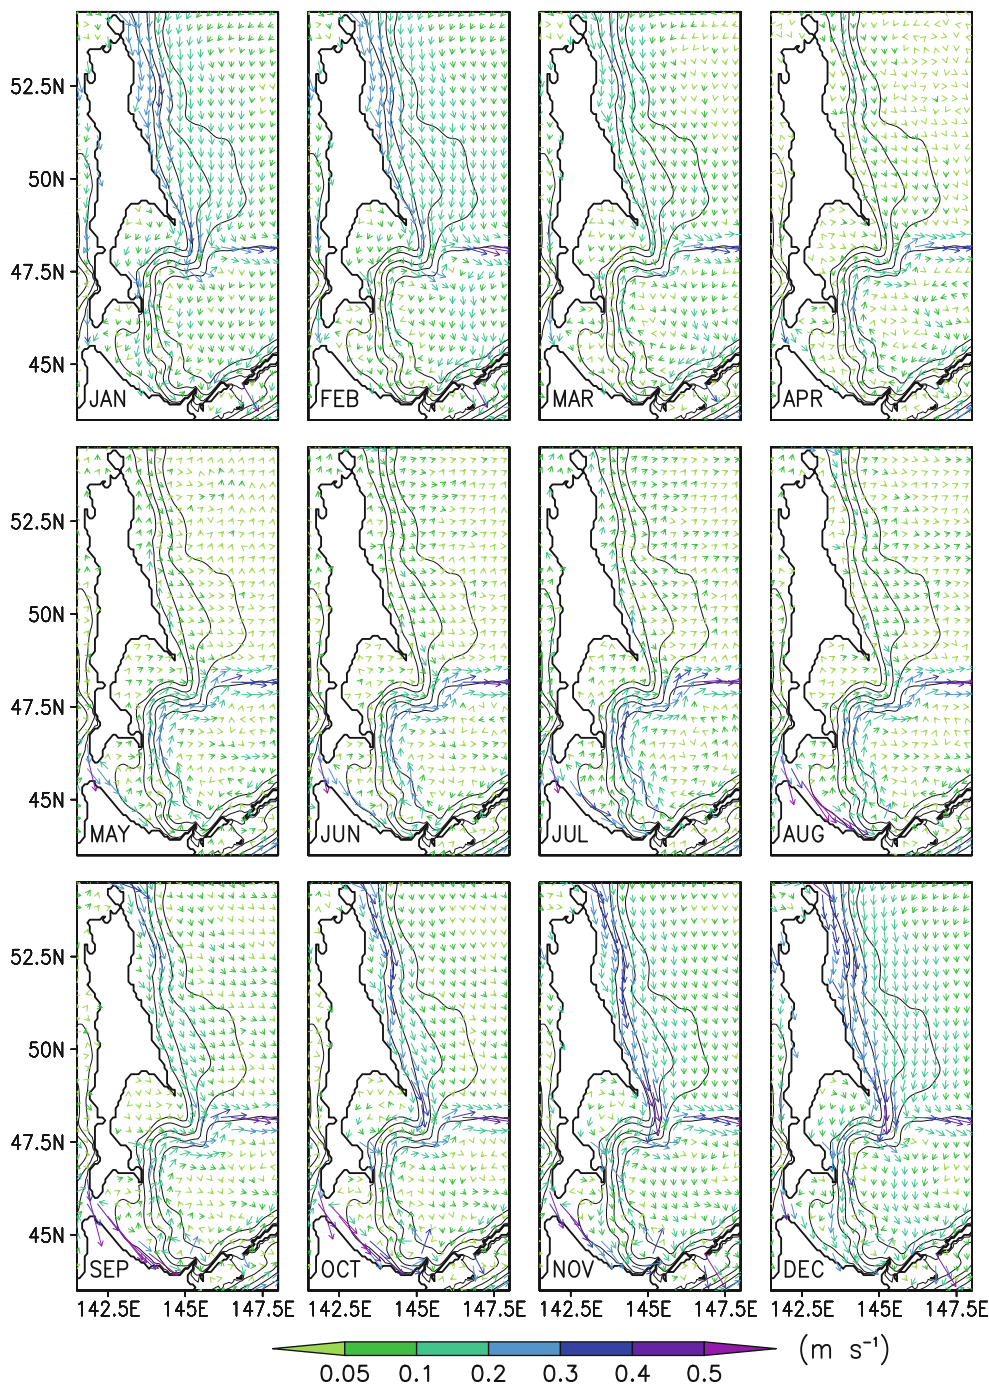 52.5N
50N
47.5N
45N
JAN
FEB
MAR
APR
52.5N
50N
47.5N
45N
MAY
JUN
JUL
AUG
52.5N
50N
47.5N
45N
SEP
OCT
NOV
DEC
142.5E 145E 147.5E 142.5E 145E 147.5E 142.5E 145E 147.5E 142.5E 145E 147.5E
(m s⁻¹)
0.05 0.1 0.2 0.3 0.4 0.5